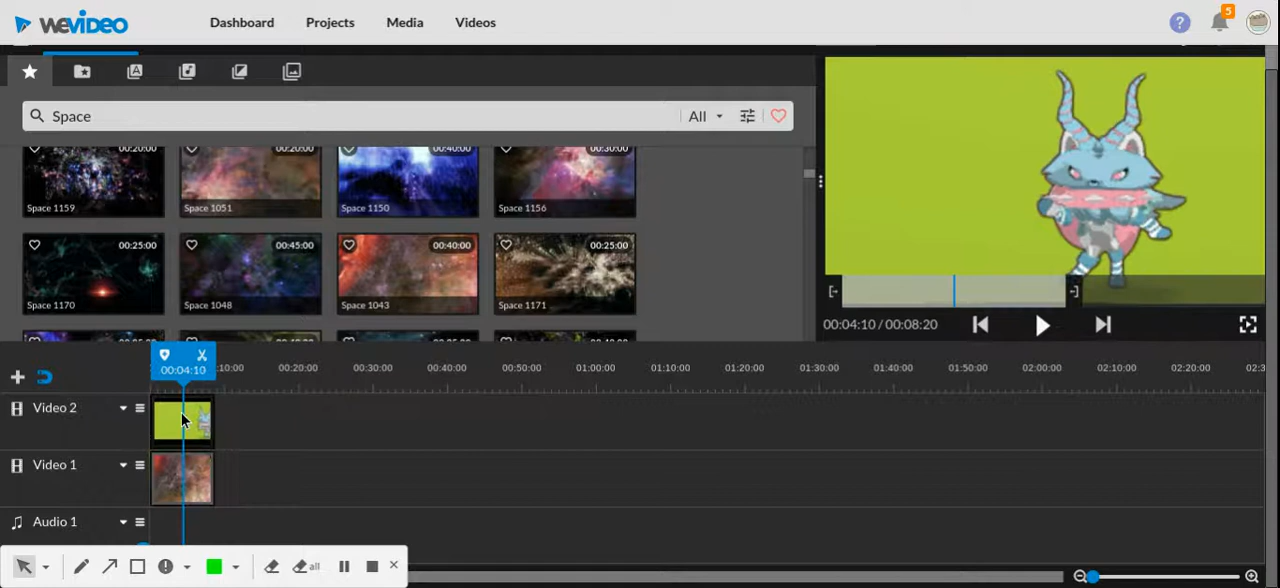 wevideo Dashboard Projects Media Videos 5
Space All
00:20:00 00:20:00 00:40:00 00:30:00
Space 1159 Space 1051 Space 1150 Space 1156
00:25:00 00:45:00 00:40:00 00:25:00
Space 1170 Space 1048 Space 1043 Space 1171
00:04:10 / 00:08:20
00:04:10 :10:00 00:20:00 00:30:00 00:40:00 00:50:00 01:00:00 01:10:00 01:20:00 01:30:00 01:40:00 01:50:00 02:00:00 02:10:00 02:20:00 02:3
Video 2
Video 1
Audio 1
all